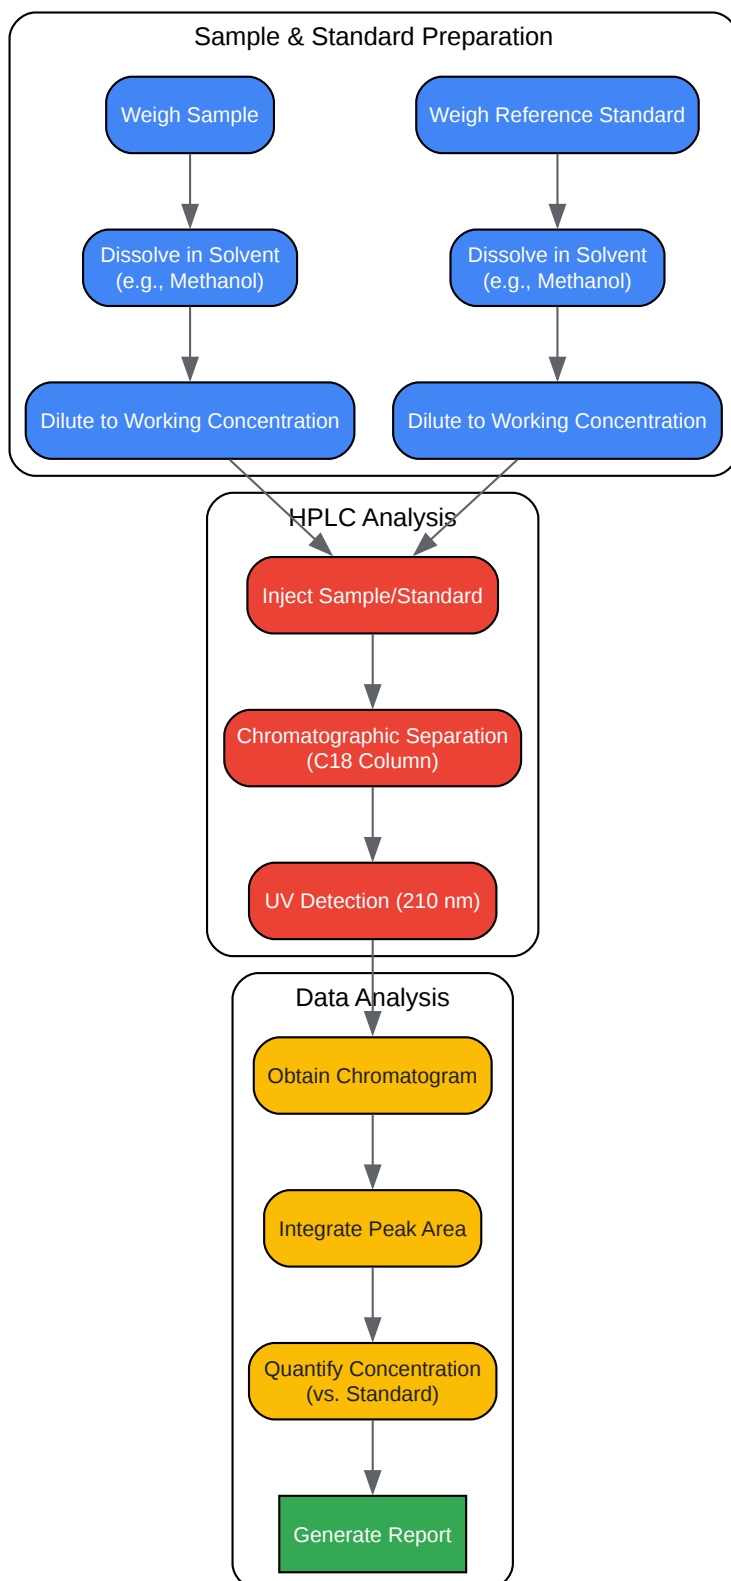 Sample & Standard Preparation
Weigh Sample
Weigh Reference Standard
Dissolve in Solvent
(e.g., Methanol)
Dissolve in Solvent
(e.g., Methanol)
Dilute to Working Concentration
Dilute to Working Concentration
HPLC Analysis
Inject Sample/Standard
Chromatographic Separation
(C18 Column)
UV Detection (210 nm)
Data Analysis
Obtain Chromatogram
Integrate Peak Area
Quantify Concentration
(vs. Standard)
Generate Report